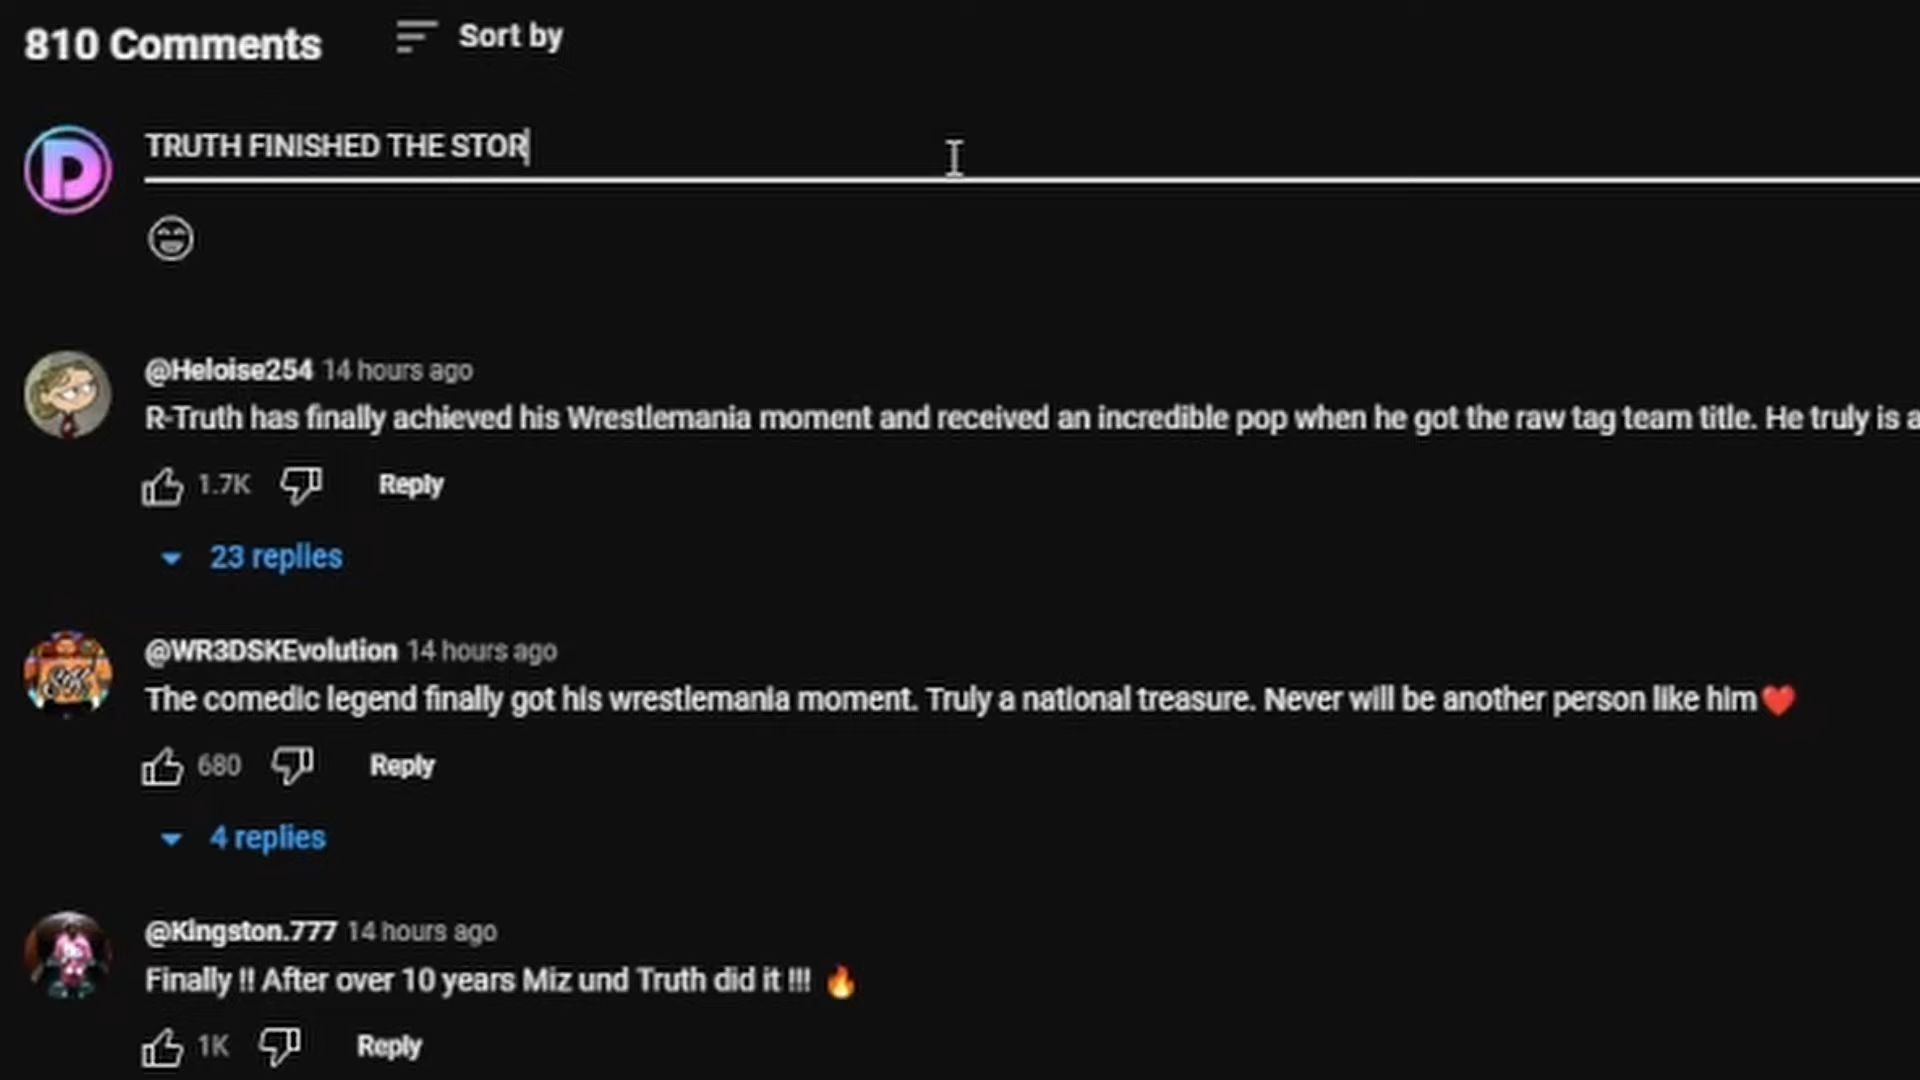 810 Comments
Sort by
TRUTH FINISHED THE STOR
@Heloise254 14 hours ago
R-Truth has finally achieved his Wrestlemania moment and received an incredible pop when he got the raw tag team title. He truly is a
1.7K
Reply
23 replies
@WR3DSKEvolution 14 hours ago
The comedic legend finally got his wrestlemania moment. Truly a national treasure. Never will be another person like him❤️
680
Reply
4 replies
@Kingston.777 14 hours ago
Finally !! After over 10 years Miz und Truth did it !!! 🔥
1K
Reply